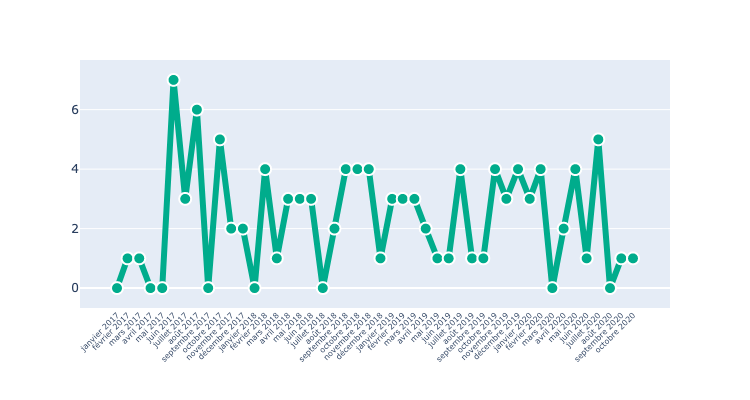 6
4
2
0
janvier 2017
février 2017
mars 2017
avril 2017
mai 2017
juin 2017
juillet 2017
août 2017
septembre 2017
octobre 2017
novembre 2017
décembre 2017
janvier 2018
février 2018
mars 2018
avril 2018
mai 2018
juin 2018
juillet 2018
août 2018
septembre 2018
octobre 2018
novembre 2018
décembre 2018
janvier 2019
février 2019
mars 2019
avril 2019
mai 2019
juin 2019
juillet 2019
août 2019
septembre 2019
octobre 2019
novembre 2019
décembre 2019
janvier 2020
février 2020
mars 2020
avril 2020
mai 2020
juin 2020
juillet 2020
août 2020
septembre 2020
octobre 2020